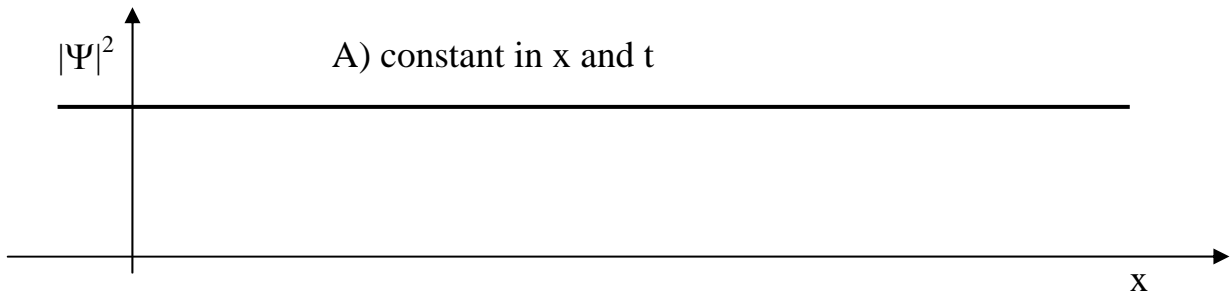 |Ψ|² A) constant in x and t
x